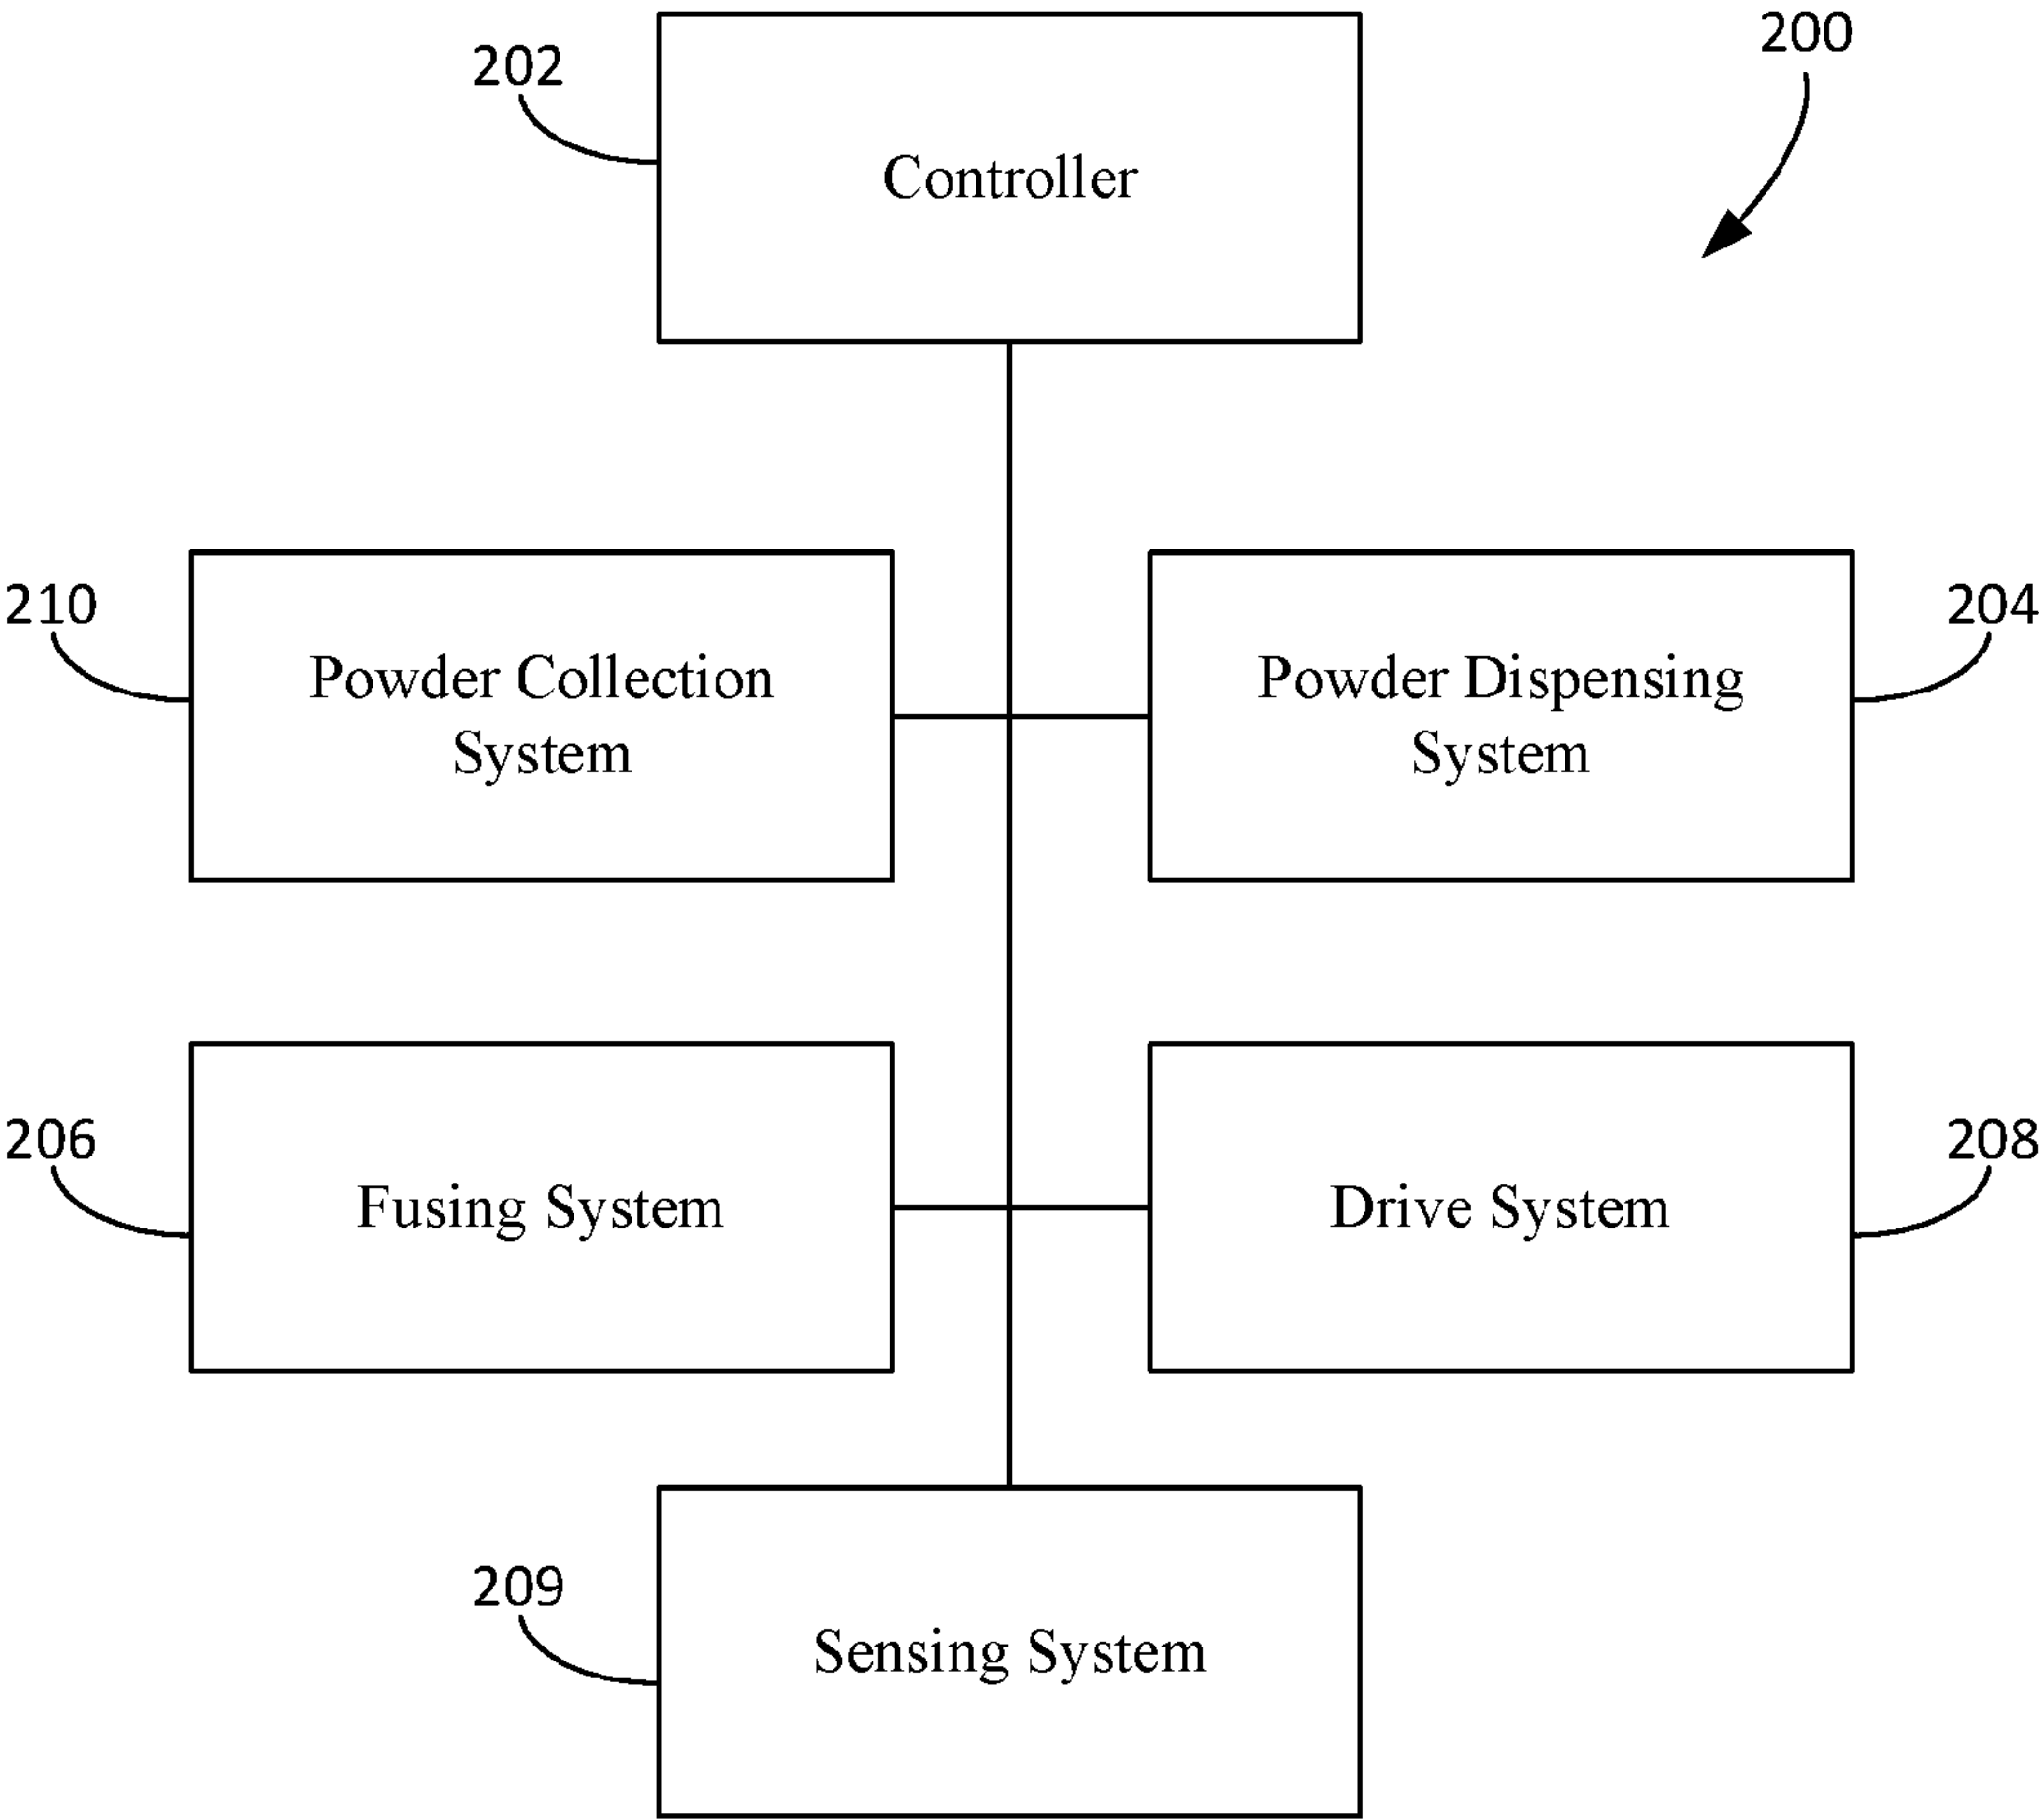 200
202
Controller
210
204
Powder Collection
System
Powder Dispensing
System
206
208
Fusing System
Drive System
209
Sensing System